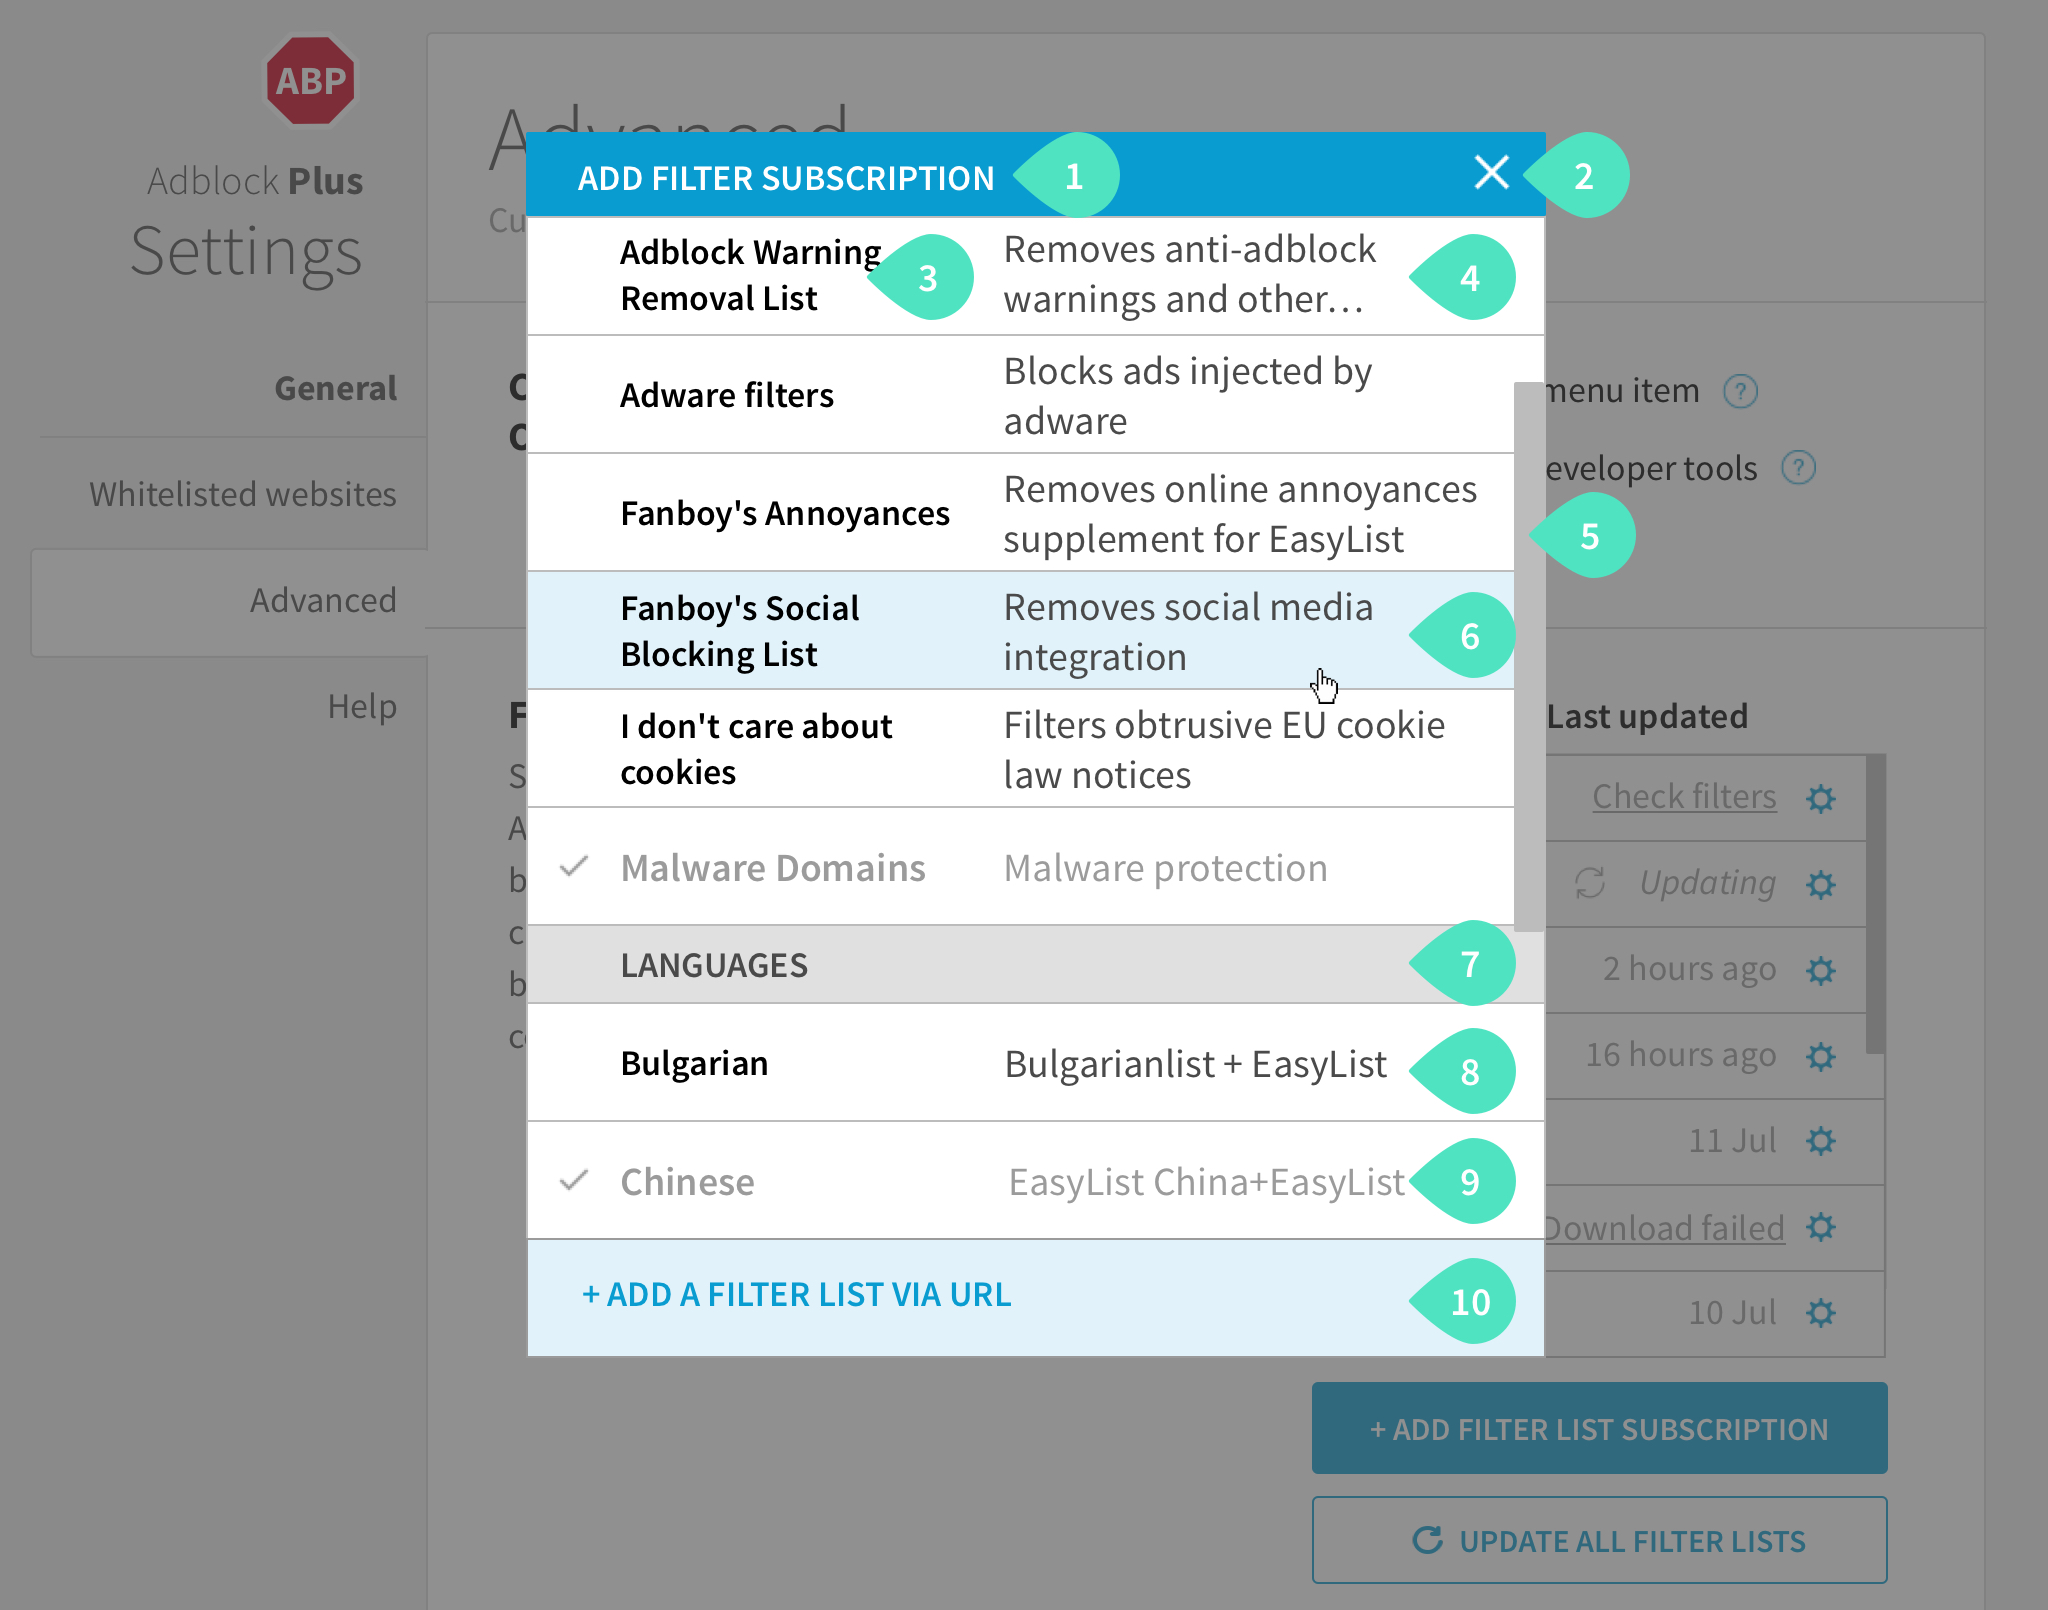 ABP
Adblock Plus
Settings
General
Whitelisted websites
Advanced
Help
Advanced
Cu
menu item ?
eveloper tools ?
Last updated
Check filters
Updating
2 hours ago
16 hours ago
11 Jul
Download failed
10 Jul
+ ADD FILTER LIST SUBSCRIPTION
UPDATE ALL FILTER LISTS
ADD FILTER SUBSCRIPTION 1 2
Adblock Warning Removes anti-adblock
Removal List 3 warnings and other… 4
Adware filters Blocks ads injected by
adware
Fanboy's Annoyances Removes online annoyances
supplement for EasyList 5
Fanboy's Social Removes social media
Blocking List integration 6
I don't care about Filters obtrusive EU cookie
cookies law notices
Malware Domains Malware protection
LANGUAGES 7
Bulgarian Bulgarianlist + EasyList 8
Chinese EasyList China+EasyList 9
+ ADD A FILTER LIST VIA URL 10